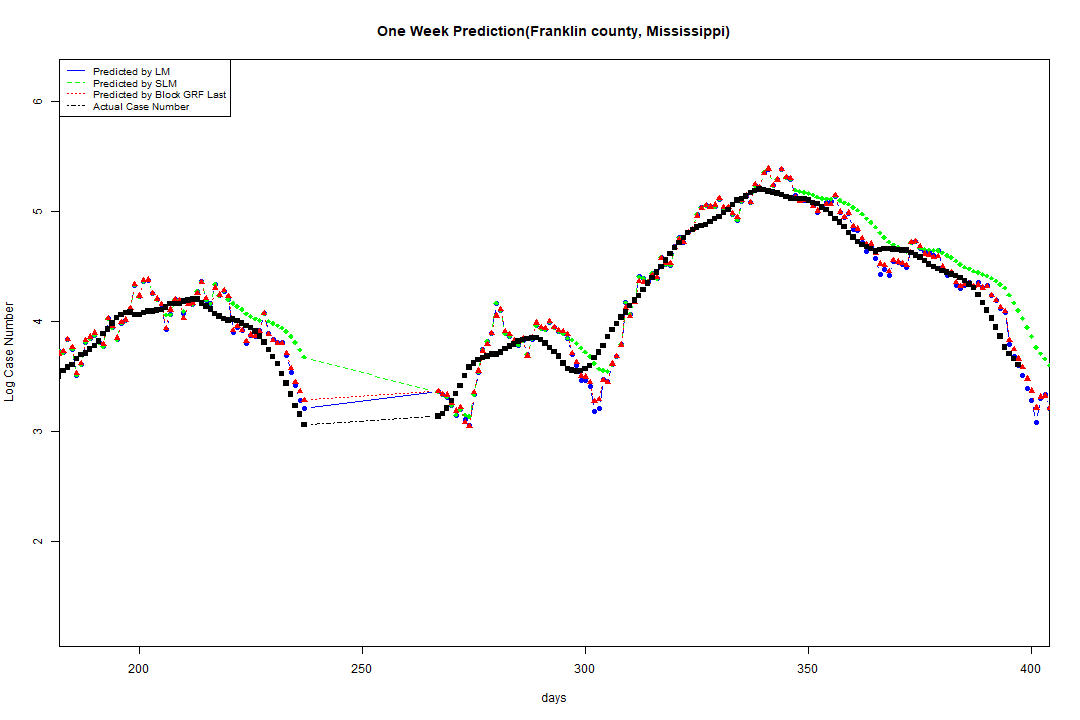 One Week Prediction(Franklin county, Mississippi)
Predicted by LM
Predicted by SLM
Predicted by Block GRF Last
Actual Case Number
Log Case Number
6
5
4
3
2
200
250
300
350
400
days